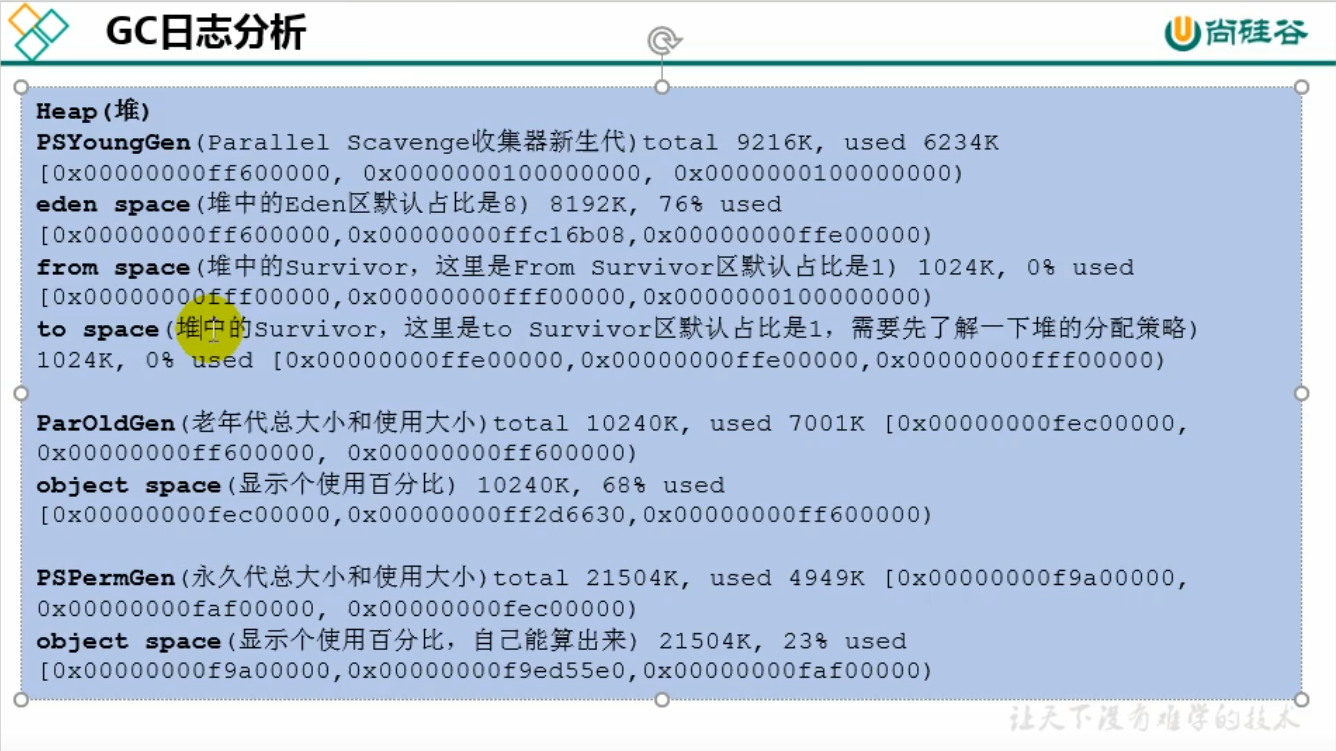 GC日志分析
尚硅谷
Heap(堆)
PSYoungGen(Parallel Scavenge收集器新生代)total 9216K, used 6234K
[0x00000000ff600000, 0x0000000100000000, 0x0000000100000000)
eden space(堆中的Eden区默认占比是8) 8192K, 76% used
[0x00000000ff600000,0x00000000ffc16b08,0x00000000ffe00000)
from space(堆中的Survivor，这里是From Survivor区默认占比是1) 1024K, 0% used
[0x00000000fff00000,0x00000000fff00000,0x0000000100000000)
to space(堆中的Survivor，这里是to Survivor区默认占比是1，需要先了解一下堆的分配策略)
1024K, 0% used [0x00000000ffe00000,0x00000000ffe00000,0x00000000fff00000)
ParOldGen(老年代总大小和使用大小)total 10240K, used 7001K [0x00000000fec00000,
0x00000000ff600000, 0x00000000ff600000)
object space(显示个使用百分比) 10240K, 68% used
[0x00000000fec00000,0x00000000ff2d6630,0x00000000ff600000)
PSPermGen(永久代总大小和使用大小)total 21504K, used 4949K [0x00000000f9a00000,
0x00000000faf00000, 0x00000000fec00000)
object space(显示个使用百分比，自己能算出来) 21504K, 23% used
[0x00000000f9a00000,0x00000000f9ed55e0,0x00000000faf00000)
让天下没有难学的技术